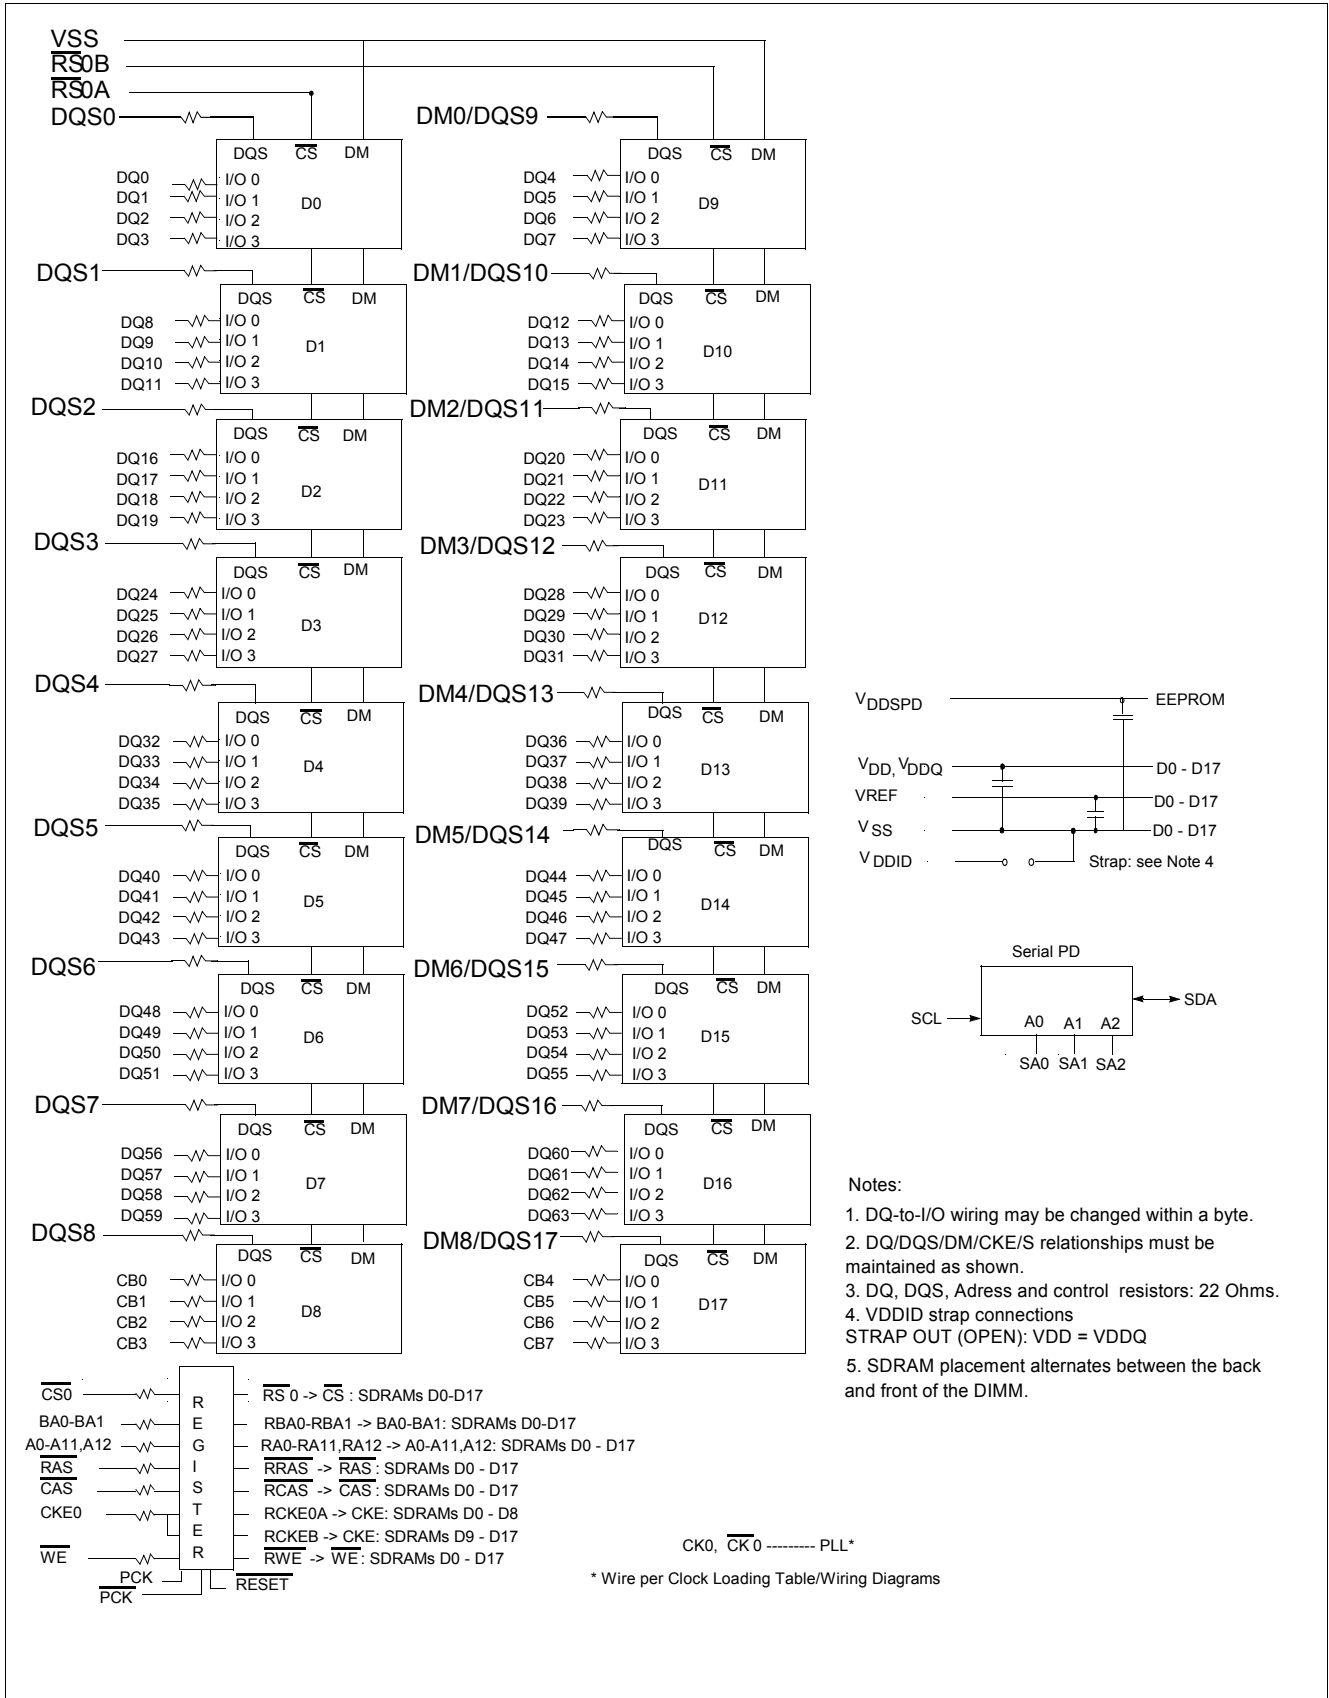 VSS
RS0B
RS0A
DQS0
DM0/DQS9
DQS CS DM
DQ0 I/O 0
DQ1 I/O 1
DQ2 I/O 2
DQ3 I/O 3
D0
DQS CS DM
DQ4 I/O 0
DQ5 I/O 1
DQ6 I/O 2
DQ7 I/O 3
D9
DQS1
DM1/DQS10
DQS CS DM
DQ8 I/O 0
DQ9 I/O 1
DQ10 I/O 2
DQ11 I/O 3
D1
DQS CS DM
DQ12 I/O 0
DQ13 I/O 1
DQ14 I/O 2
DQ15 I/O 3
D10
DQS2
DM2/DQS11
DQS CS DM
DQ16 I/O 0
DQ17 I/O 1
DQ18 I/O 2
DQ19 I/O 3
D2
DQS CS DM
DQ20 I/O 0
DQ21 I/O 1
DQ22 I/O 2
DQ23 I/O 3
D11
DQS3
DM3/DQS12
DQS CS DM
DQ24 I/O 0
DQ25 I/O 1
DQ26 I/O 2
DQ27 I/O 3
D3
DQS CS DM
DQ28 I/O 0
DQ29 I/O 1
DQ30 I/O 2
DQ31 I/O 3
D12
DQS4
DM4/DQS13
DQS CS DM
DQ32 I/O 0
DQ33 I/O 1
DQ34 I/O 2
DQ35 I/O 3
D4
DQS CS DM
DQ36 I/O 0
DQ37 I/O 1
DQ38 I/O 2
DQ39 I/O 3
D13
DQS5
DM5/DQS14
DQS CS DM
DQ40 I/O 0
DQ41 I/O 1
DQ42 I/O 2
DQ43 I/O 3
D5
DQS CS DM
DQ44 I/O 0
DQ45 I/O 1
DQ46 I/O 2
DQ47 I/O 3
D14
DQS6
DM6/DQS15
DQS CS DM
DQ48 I/O 0
DQ49 I/O 1
DQ50 I/O 2
DQ51 I/O 3
D6
DQS CS DM
DQ52 I/O 0
DQ53 I/O 1
DQ54 I/O 2
DQ55 I/O 3
D15
DQS7
DM7/DQS16
DQS CS DM
DQ56 I/O 0
DQ57 I/O 1
DQ58 I/O 2
DQ59 I/O 3
D7
DQS CS DM
DQ60 I/O 0
DQ61 I/O 1
DQ62 I/O 2
DQ63 I/O 3
D16
DQS8
DM8/DQS17
DQS CS DM
CB0 I/O 0
CB1 I/O 1
CB2 I/O 2
CB3 I/O 3
D8
DQS CS DM
CB4 I/O 0
CB5 I/O 1
CB6 I/O 2
CB7 I/O 3
D17
VDDSPD EEPROM
VDD, VDDQ D0 - D17
VREF D0 - D17
VSS D0 - D17
VDDID Strap: see Note 4
Serial PD
SCL A0 A1 A2 SDA
SA0 SA1 SA2
Notes:
1. DQ-to-I/O wiring may be changed within a byte.
2. DQ/DQS/DM/CKE/S relationships must be
maintained as shown.
3. DQ, DQS, Adress and control resistors: 22 Ohms.
4. VDDID strap connections
STRAP OUT (OPEN): VDD = VDDQ
5. SDRAM placement alternates between the back
and front of the DIMM.
REGISTER
CS0 RS 0 -> CS : SDRAMs D0-D17
BA0-BA1 RBA0-RBA1 -> BA0-BA1: SDRAMs D0-D17
A0-A11,A12 RA0-RA11,RA12 -> A0-A11,A12: SDRAMs D0 - D17
RAS RRAS -> RAS : SDRAMs D0 - D17
CAS RCAS -> CAS : SDRAMs D0 - D17
CKE0 RCKE0A -> CKE: SDRAMs D0 - D8
RCKEB -> CKE: SDRAMs D9 - D17
WE RWE -> WE : SDRAMs D0 - D17
PCK
PCK
RESET
CK0, CK 0 --------- PLL*
* Wire per Clock Loading Table/Wiring Diagrams